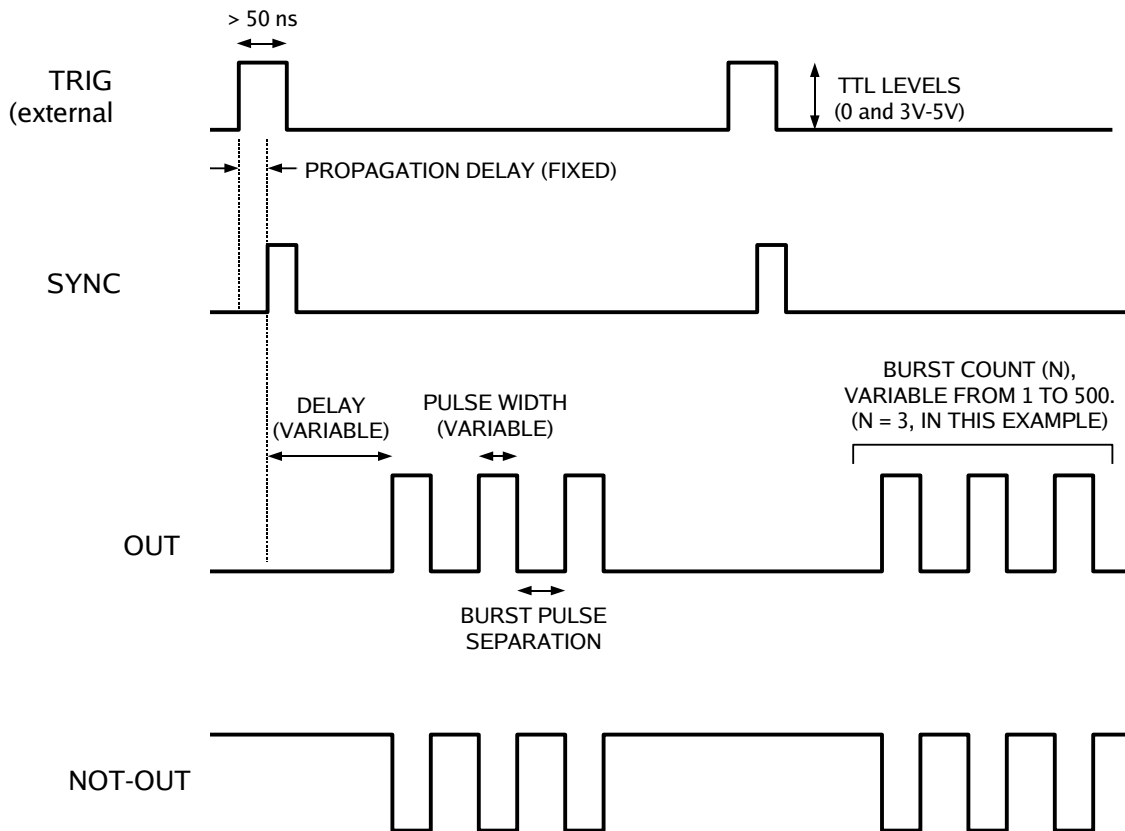 > 50 ns
TRIG
(external
TTL LEVELS
(0 and 3V-5V)
PROPAGATION DELAY (FIXED)
SYNC
BURST COUNT (N),
VARIABLE FROM 1 TO 500.
(N = 3, IN THIS EXAMPLE)
DELAY
(VARIABLE)
PULSE WIDTH
(VARIABLE)
OUT
BURST PULSE
SEPARATION
NOT-OUT